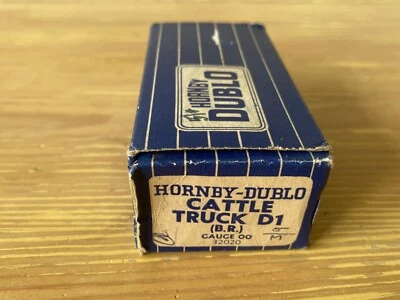 HORNBY
DUBLO
HORNBY-DUBLO
CATTLE
TRUCK D1
(B.R.)
GAUGE OO
32020